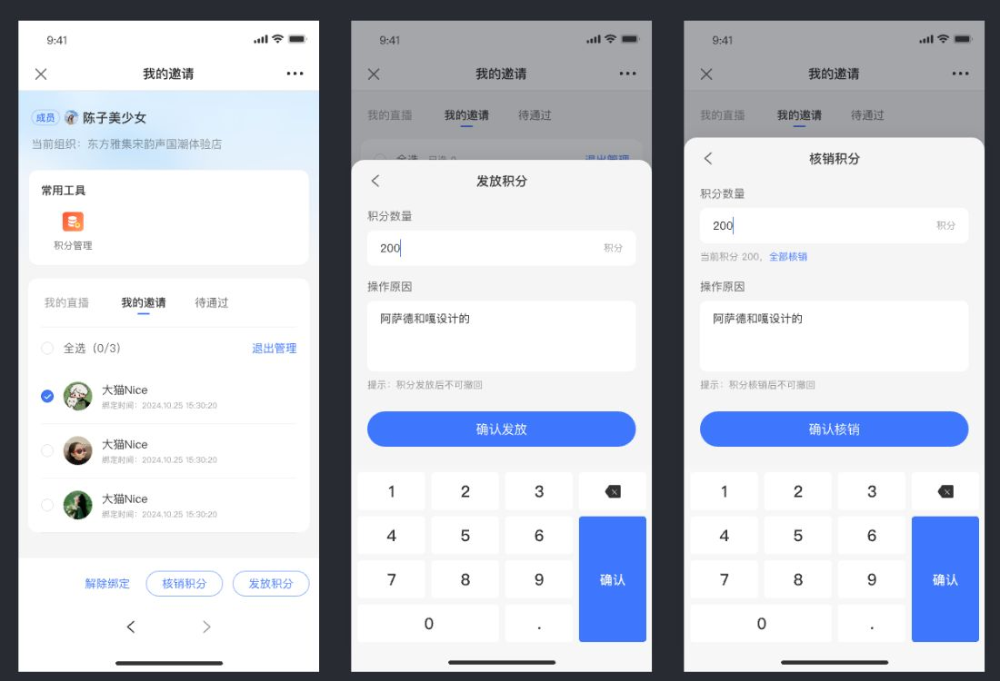 9:41
我的邀请
成员 陈子美少女
当前组织：东方雅集宋韵声国潮体验店
常用工具
积分管理
我的直播 我的邀请 待通过
全选（0/3） 退出管理
大猫Nice
绑定时间：2024.10.25 15:30:20
大猫Nice
绑定时间：2024.10.25 15:30:20
大猫Nice
绑定时间：2024.10.25 15:30:20
解除绑定 核销积分 发放积分
9:41
我的邀请
我的直播 我的邀请 待通过
全选 已选 0 退出管理
发放积分
积分数量
200 积分
操作原因
阿萨德和嘎设计的
提示：积分发放后不可撤回
确认发放
1 2 3
4 5 6
7 8 9 确认
0 .
9:41
我的邀请
我的直播 我的邀请 待通过
核销积分
积分数量
200 积分
当前积分 200，全部核销
操作原因
阿萨德和嘎设计的
提示：积分核销后不可撤回
确认核销
1 2 3
4 5 6
7 8 9 确认
0 .